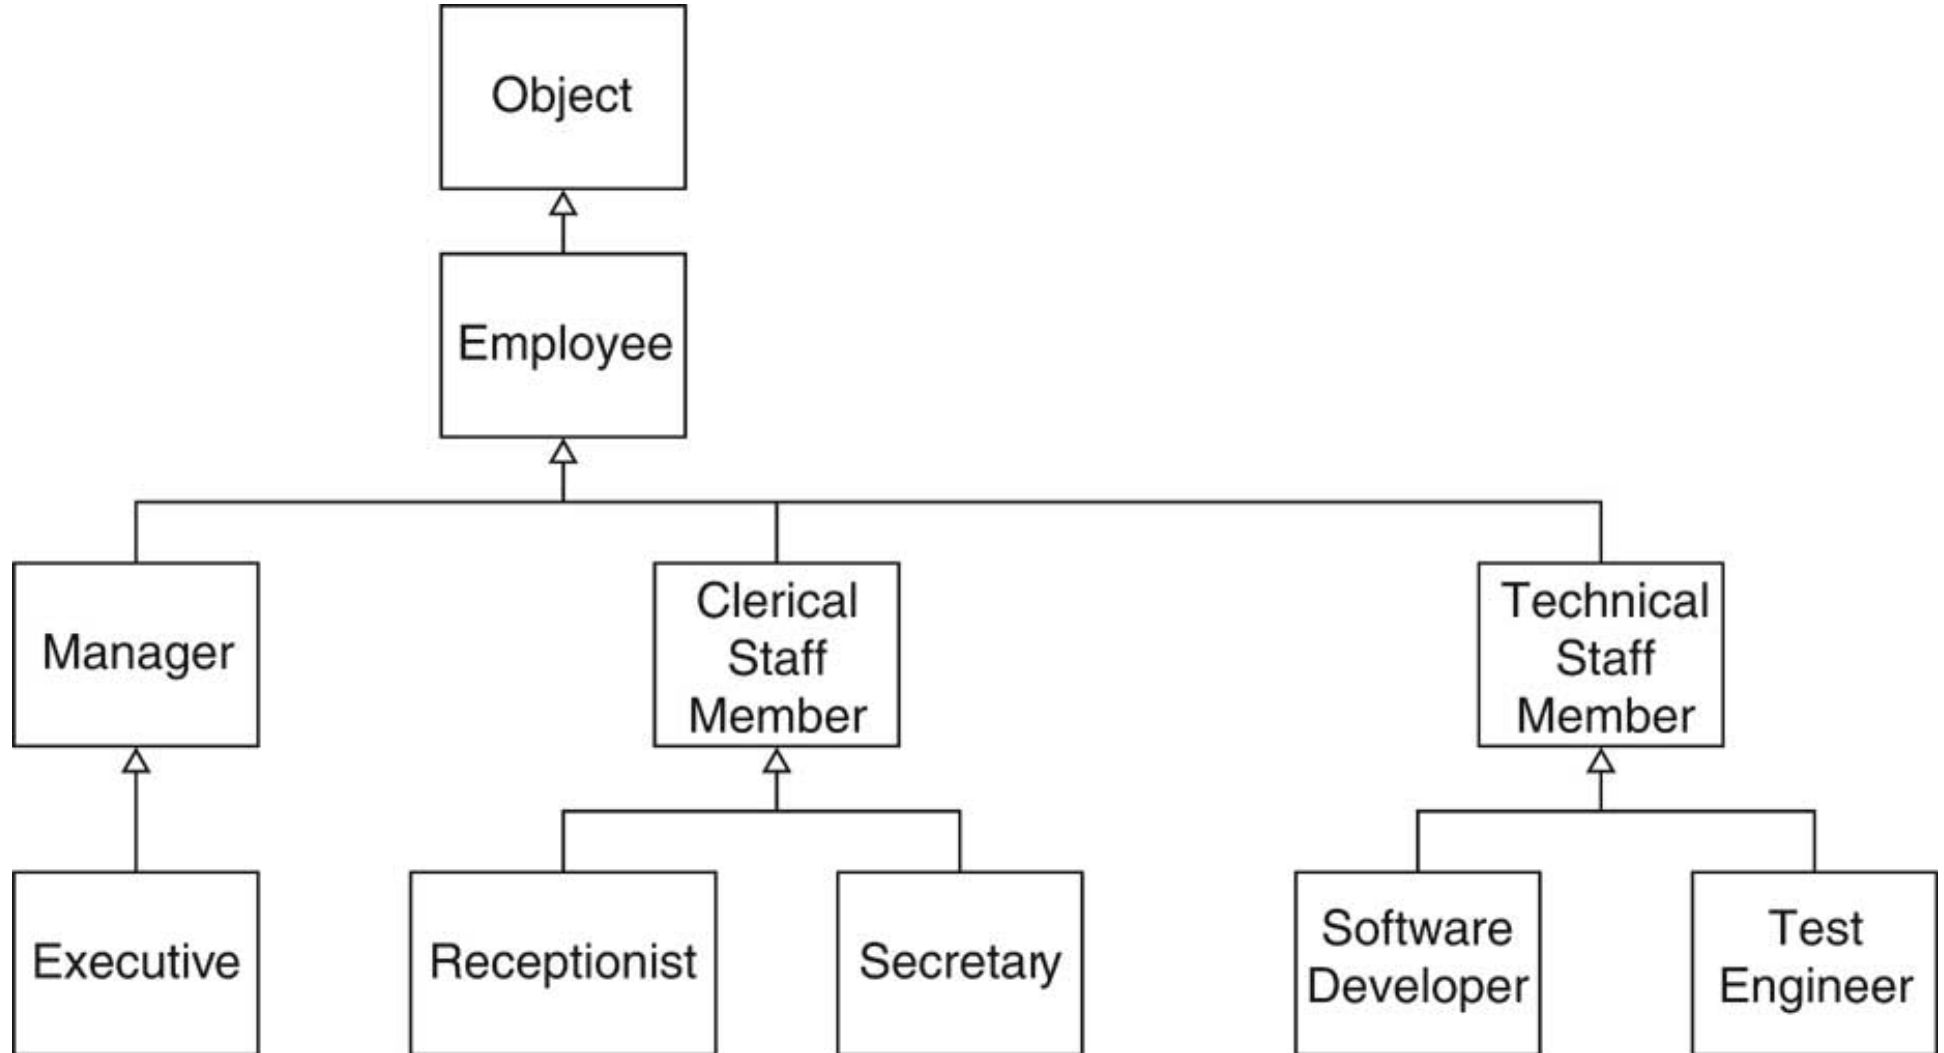 Object
Employee
Manager
Clerical
Staff
Member
Technical
Staff
Member
Executive
Receptionist
Secretary
Software
Developer
Test
Engineer